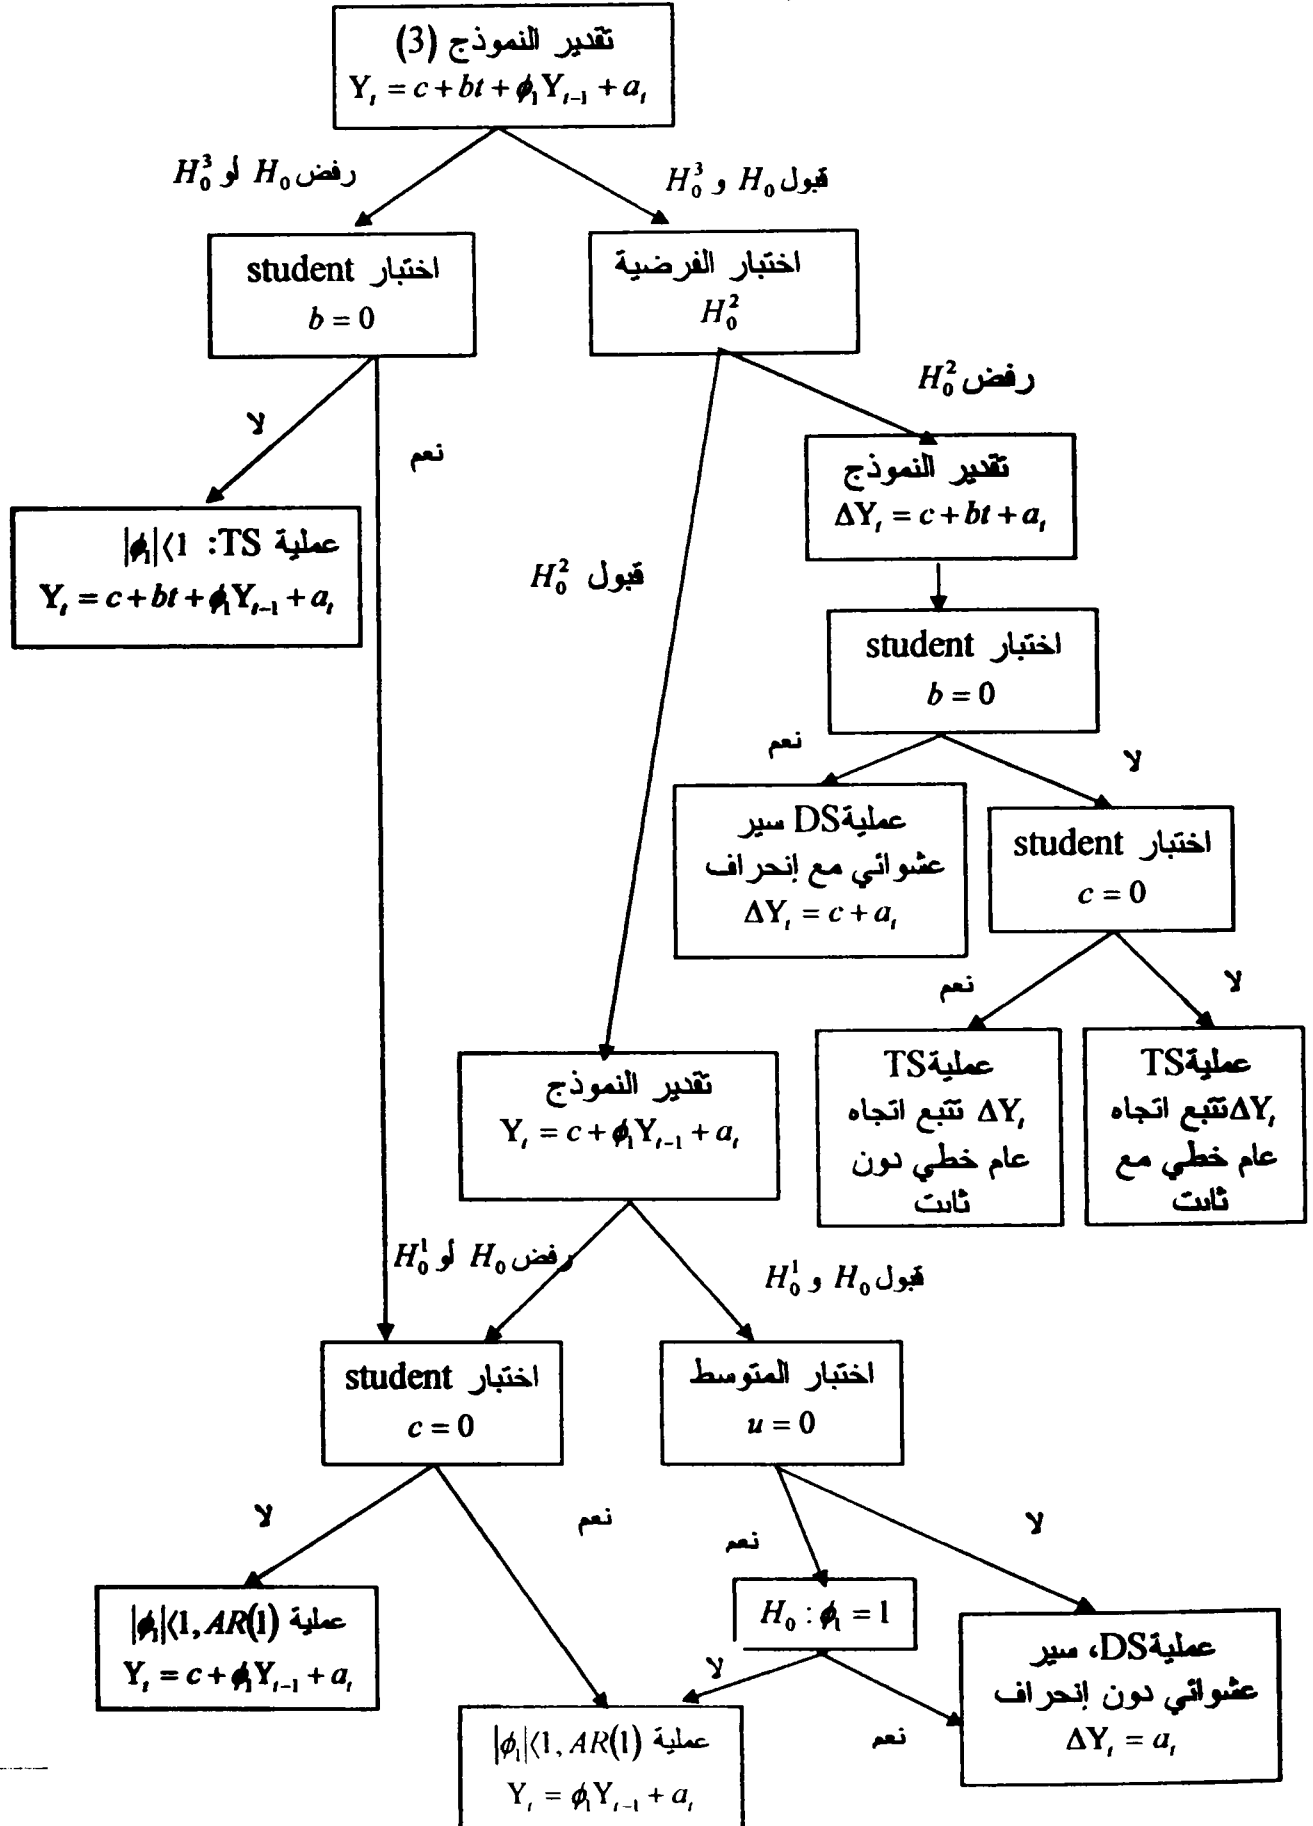 تقدير النموذج (3)
Y_t = c + bt + ϕ_1 Y_{t-1} + a_t
رفض H_0 أو H_0^3
قبول H_0 و H_0^3
اختبار student
b = 0
اختبار الفرضية
H_0^2
رفض H_0^2
لا
نعم
تقدير النموذج
ΔY_t = c + bt + a_t
عملية TS: |ϕ_1|⟨1
Y_t = c + bt + ϕ_1 Y_{t-1} + a_t
قبول H_0^2
اختبار student
b = 0
نعم
لا
عملية DS سير
عشوائي مع إنحراف
ΔY_t = c + a_t
اختبار student
c = 0
نعم
لا
عملية TS
ΔY_t تتبع اتجاه
عام خطي دون
ثابت
عملية TS
ΔY_t تتبع اتجاه
عام خطي مع
ثابت
تقدير النموذج
Y_t = c + ϕ_1 Y_{t-1} + a_t
رفض H_0 أو H_0^1
قبول H_0 و H_0^1
اختبار student
c = 0
اختبار المتوسط
u = 0
لا
نعم
نعم
لا
عملية |ϕ_1|⟨1, AR(1)
Y_t = c + ϕ_1 Y_{t-1} + a_t
H_0 : ϕ_1 = 1
لا
نعم
عملية DS، سير
عشوائي دون إنحراف
ΔY_t = a_t
عملية |ϕ_1|⟨1, AR(1)
Y_t = ϕ_1 Y_{t-1} + a_t